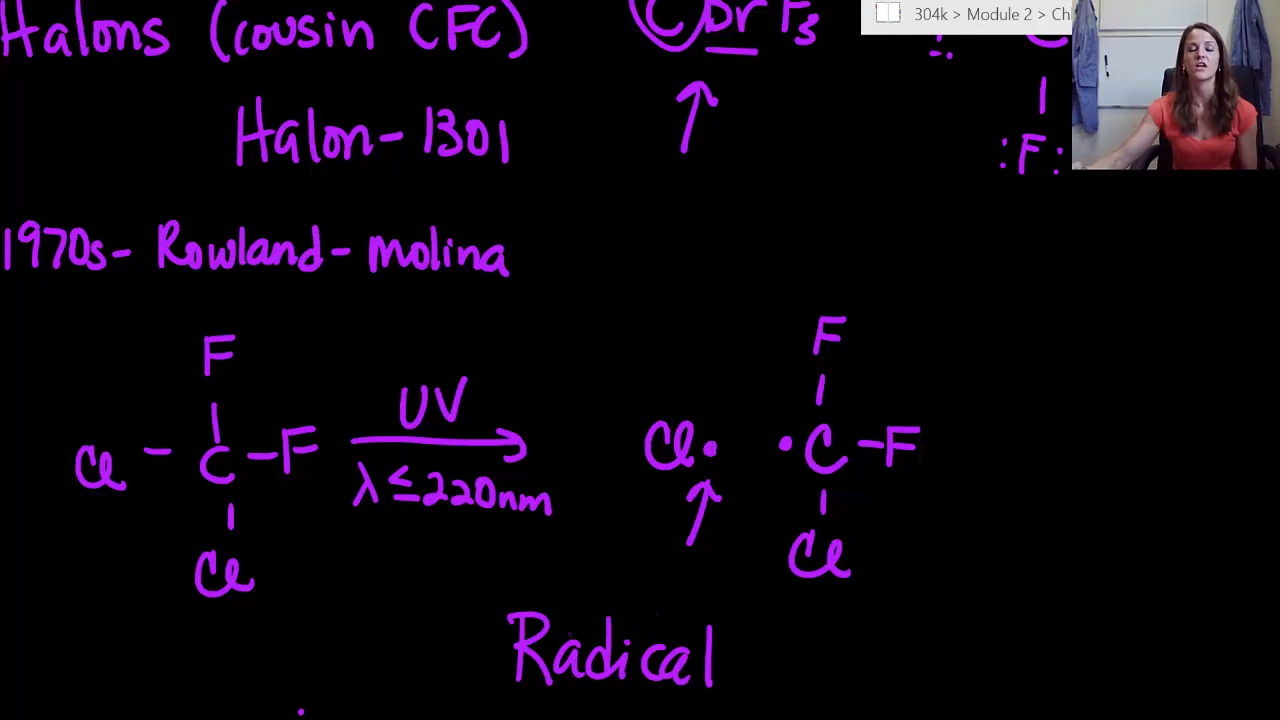 Halons (cousin CFC) CBrF3
304k > Module 2 > Ch
Halon-1301
:F:
1970s- Rowland-Molina
F
Cl - C - F
Cl
UV
λ ≤ 220nm
F
Cl• •C-F
Cl
Radical